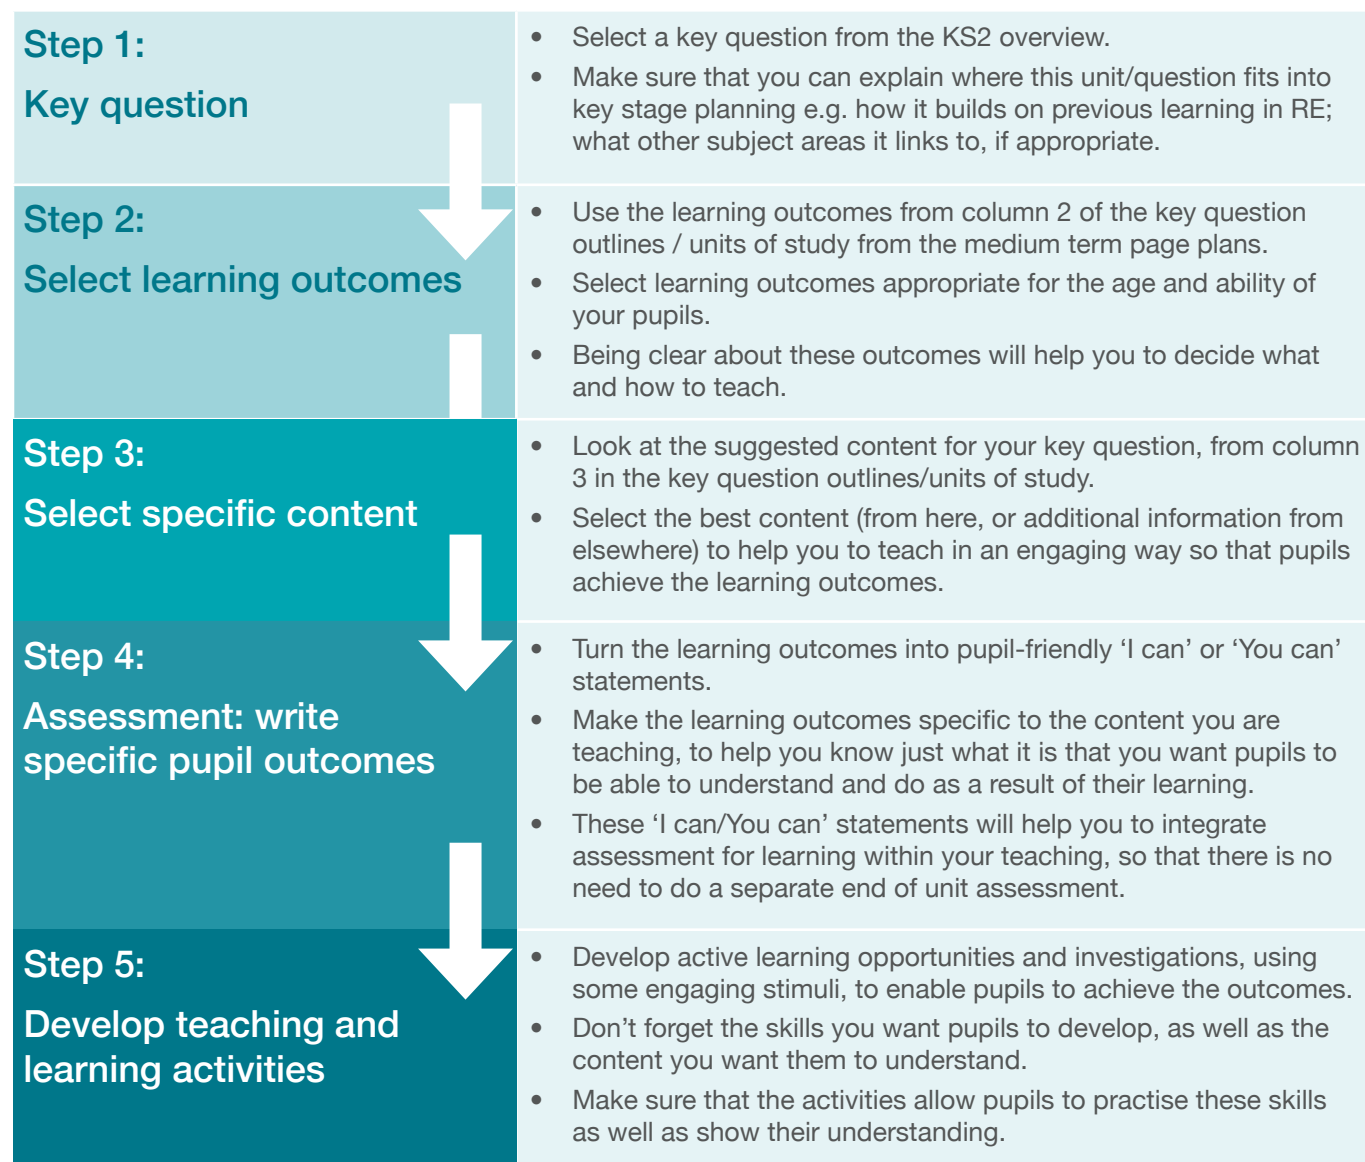 Step 1:
Key question
• Select a key question from the KS2 overview.
• Make sure that you can explain where this unit/question fits into
key stage planning e.g. how it builds on previous learning in RE;
what other subject areas it links to, if appropriate.
Step 2:
Select learning outcomes
• Use the learning outcomes from column 2 of the key question
outlines / units of study from the medium term page plans.
• Select learning outcomes appropriate for the age and ability of
your pupils.
• Being clear about these outcomes will help you to decide what
and how to teach.
Step 3:
Select specific content
• Look at the suggested content for your key question, from column
3 in the key question outlines/units of study.
• Select the best content (from here, or additional information from
elsewhere) to help you to teach in an engaging way so that pupils
achieve the learning outcomes.
Step 4:
Assessment: write
specific pupil outcomes
• Turn the learning outcomes into pupil-friendly ‘I can’ or ‘You can’
statements.
• Make the learning outcomes specific to the content you are
teaching, to help you know just what it is that you want pupils to
be able to understand and do as a result of their learning.
• These ‘I can/You can’ statements will help you to integrate
assessment for learning within your teaching, so that there is no
need to do a separate end of unit assessment.
Step 5:
Develop teaching and
learning activities
• Develop active learning opportunities and investigations, using
some engaging stimuli, to enable pupils to achieve the outcomes.
• Don’t forget the skills you want pupils to develop, as well as the
content you want them to understand.
• Make sure that the activities allow pupils to practise these skills
as well as show their understanding.